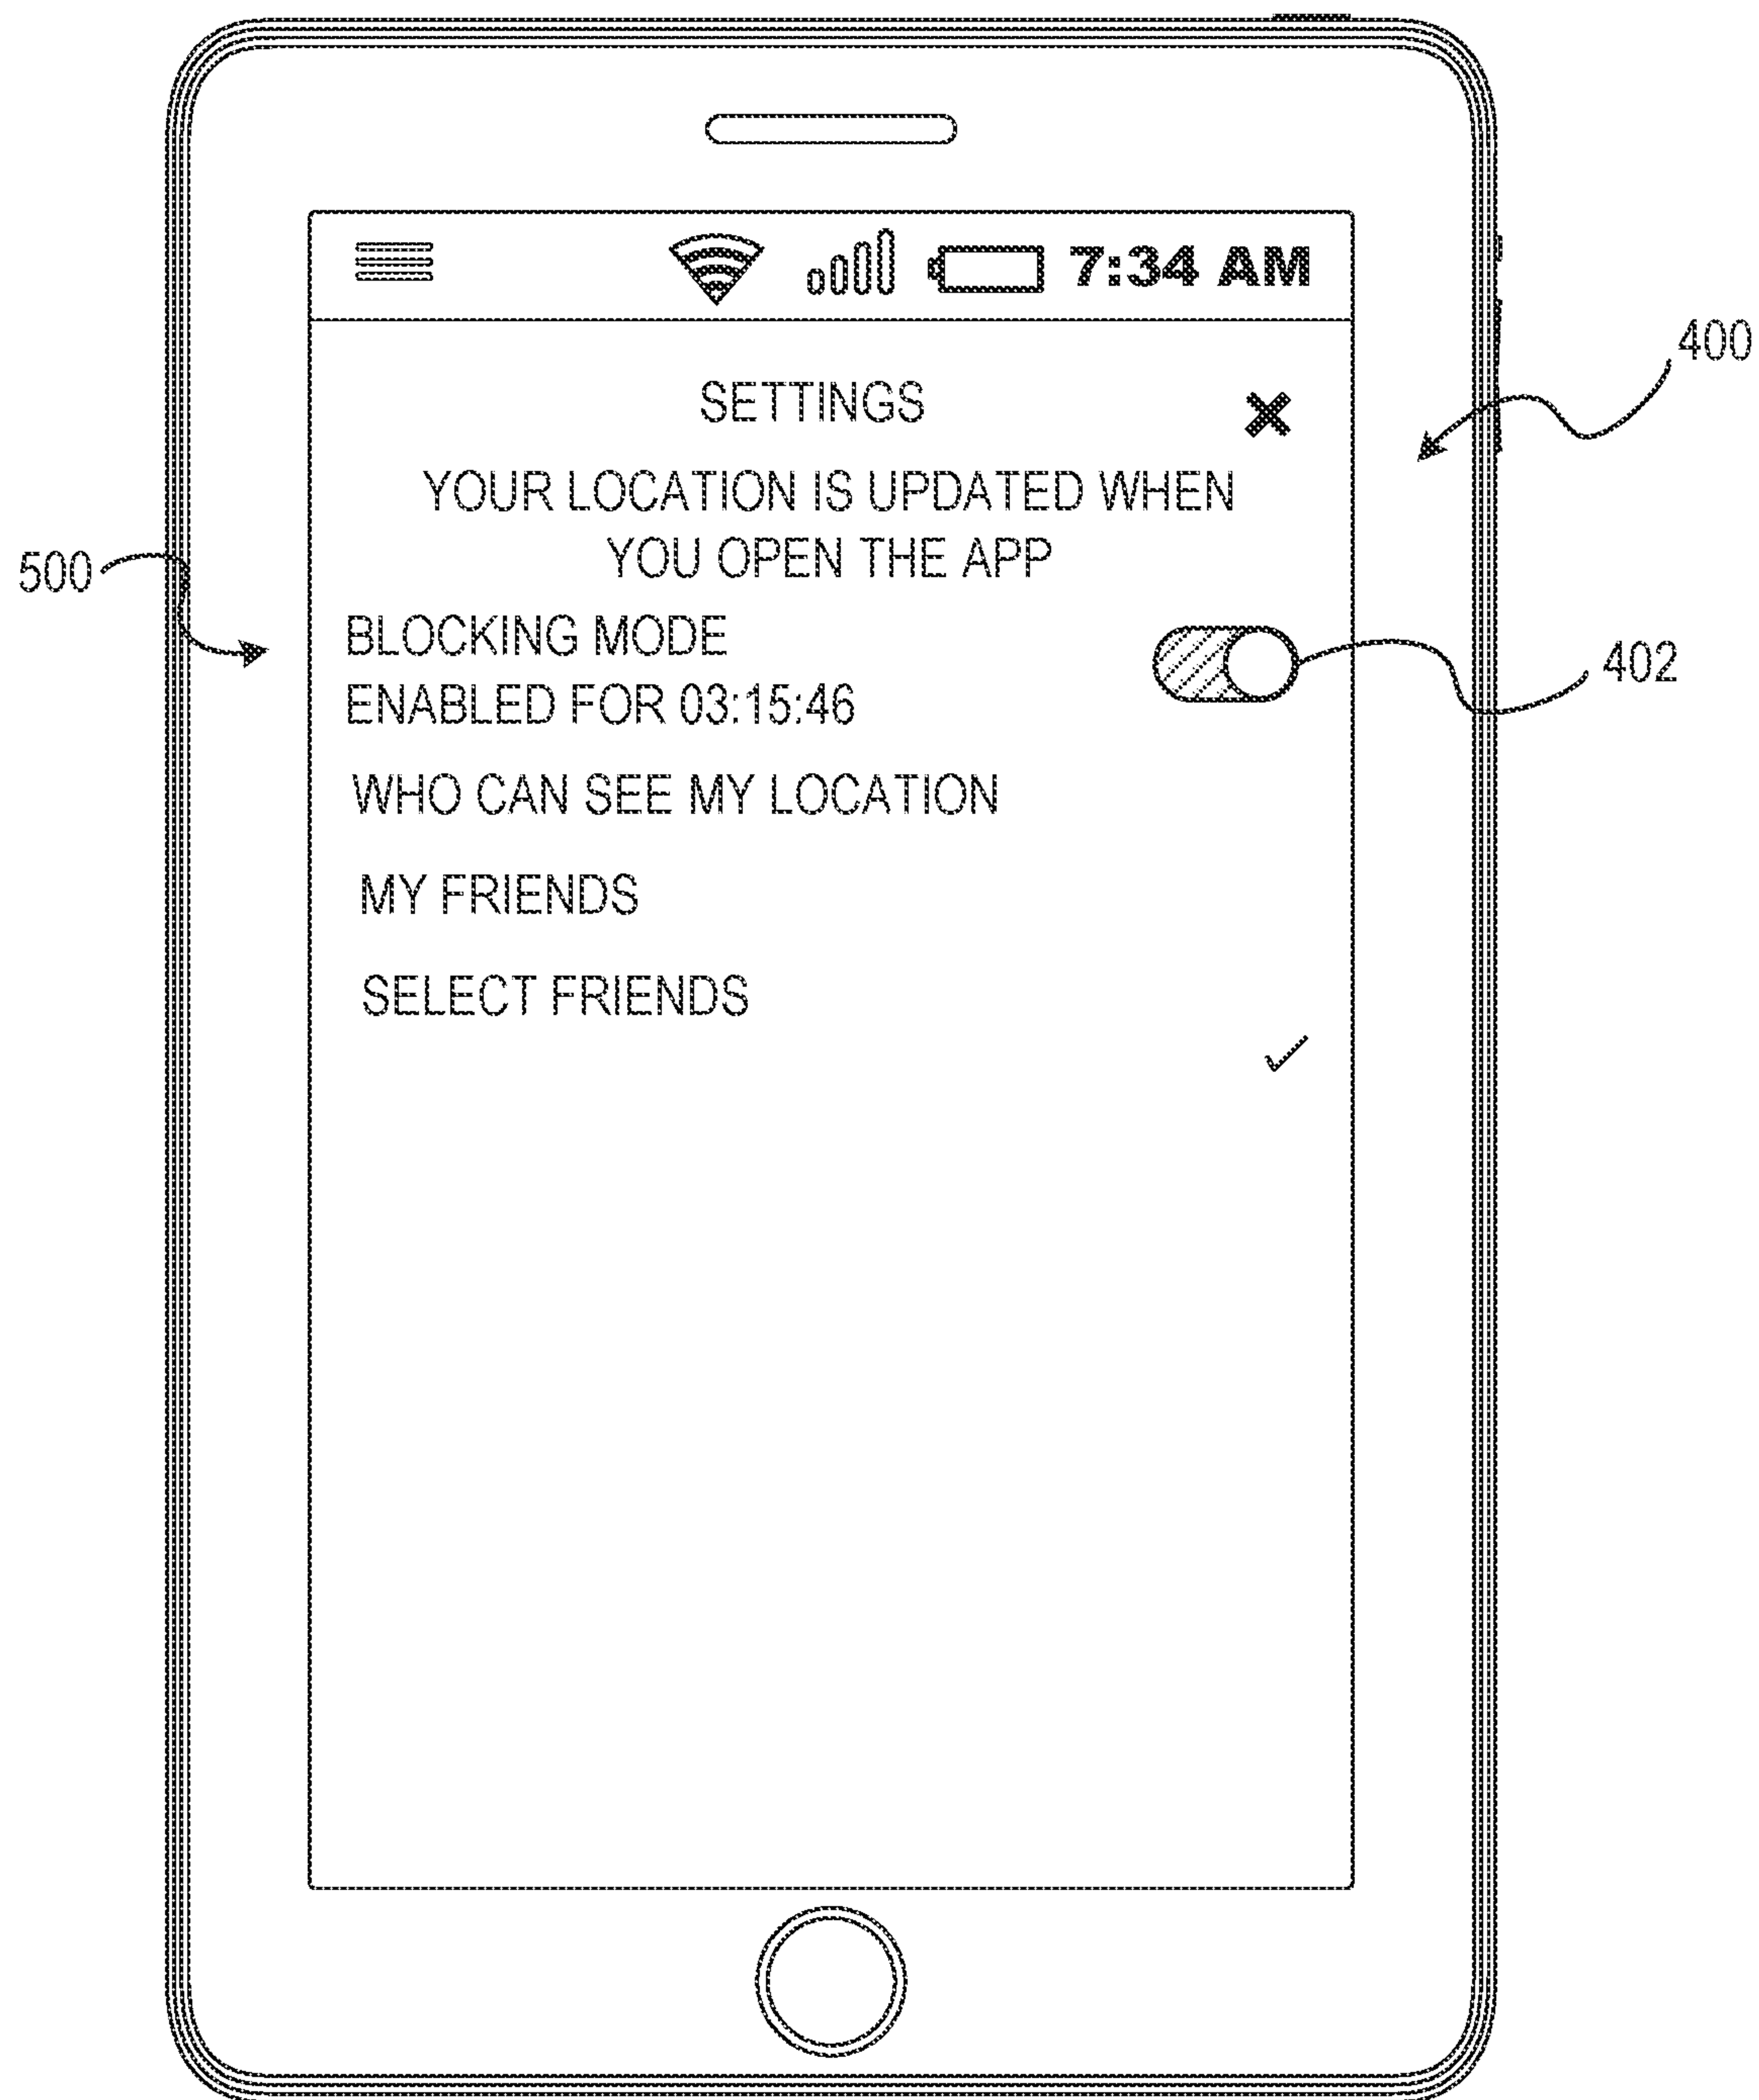 7:34 AM
400
SETTINGS
YOUR LOCATION IS UPDATED WHEN
YOU OPEN THE APP
500
BLOCKING MODE
402
ENABLED FOR 03:15:46
WHO CAN SEE MY LOCATION
MY FRIENDS
SELECT FRIENDS